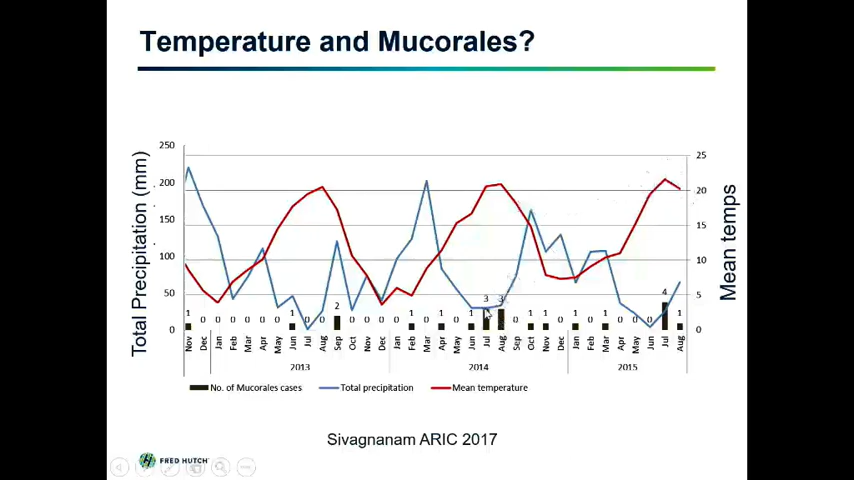 Temperature and Mucorales?
Total Precipitation (mm)
250
200
150
100
50
0
25
20
15
10
5
0
Mean temps
1 0 0 0 0 0 0 1 0 0 2 0 0 0 0 1 0 1 0 1 3 3 0 1 1 0 1 0 1 0 0 0 4 1
Nov Dec Jan Feb Mar Apr May Jun Jul Aug Sep Oct Nov Dec Jan Feb Mar Apr May Jun Jul Aug Sep Oct Nov Dec Jan Feb Mar Apr May Jun Jul Aug
2013 2014 2015
No. of Mucorales cases Total precipitation Mean temperature
Sivagnanam ARIC 2017
FRED HUTCH